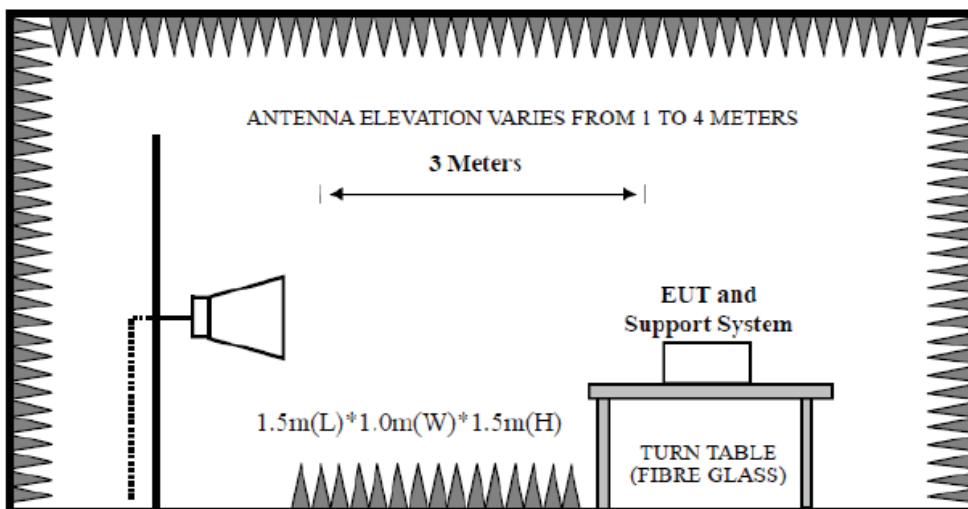 ANTENNA ELEVATION VARIES FROM 1 TO 4 METERS
3 Meters
EUT and
Support System
1.5m(L)*1.0m(W)*1.5m(H)
TURN TABLE
(FIBRE GLASS)